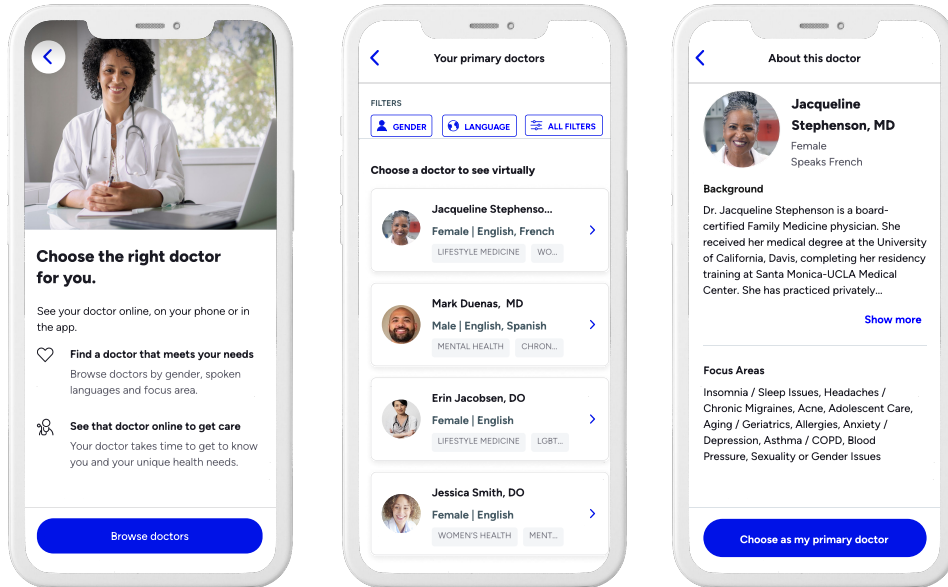 Choose the right doctor
for you.
See your doctor online, on your phone or in
the app.
Find a doctor that meets your needs
Browse doctors by gender, spoken
languages and focus area.
See that doctor online to get care
Your doctor takes time to get to know
you and your unique health needs.
Browse doctors
Your primary doctors
FILTERS
GENDER
LANGUAGE
ALL FILTERS
Choose a doctor to see virtually
Jacqueline Stephenso...
Female | English, French
LIFESTYLE MEDICINE WO...
Mark Duenas, MD
Male | English, Spanish
MENTAL HEALTH CHRON...
Erin Jacobsen, DO
Female | English
LIFESTYLE MEDICINE LGBT...
Jessica Smith, DO
Female | English
WOMEN'S HEALTH MENT...
About this doctor
Jacqueline
Stephenson, MD
Female
Speaks French
Background
Dr. Jacqueline Stephenson is a board-
certified Family Medicine physician. She
received her medical degree at the University
of California, Davis, completing her residency
training at Santa Monica-UCLA Medical
Center. She has practiced privately...
Show more
Focus Areas
Insomnia / Sleep Issues, Headaches /
Chronic Migraines, Acne, Adolescent Care,
Aging / Geriatrics, Allergies, Anxiety /
Depression, Asthma / COPD, Blood
Pressure, Sexuality or Gender Issues
Choose as my primary doctor